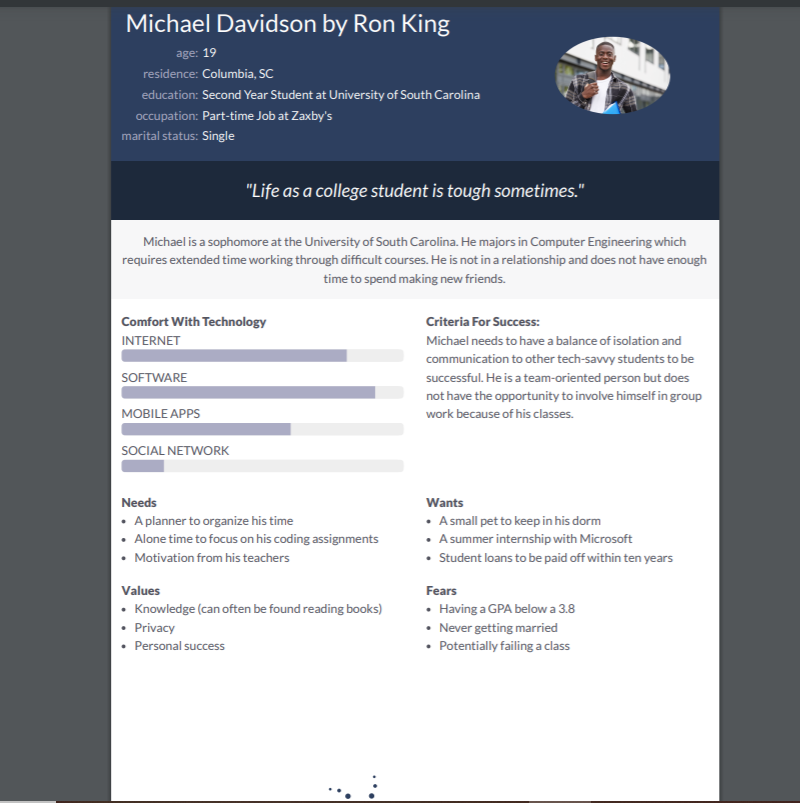 Michael Davidson by Ron King
age: 19
residence: Columbia, SC
education: Second Year Student at University of South Carolina
occupation: Part-time Job at Zaxby's
marital status: Single
"Life as a college student is tough sometimes."
Michael is a sophomore at the University of South Carolina. He majors in Computer Engineering which
requires extended time working through difficult courses. He is not in a relationship and does not have enough
time to spend making new friends.
Comfort With Technology
INTERNET
SOFTWARE
MOBILE APPS
SOCIAL NETWORK
Criteria For Success:
Michael needs to have a balance of isolation and
communication to other tech-savvy students to be
successful. He is a team-oriented person but does
not have the opportunity to involve himself in group
work because of his classes.
Needs
• A planner to organize his time
• Alone time to focus on his coding assignments
• Motivation from his teachers
Wants
• A small pet to keep in his dorm
• A summer internship with Microsoft
• Student loans to be paid off within ten years
Values
• Knowledge (can often be found reading books)
• Privacy
• Personal success
Fears
• Having a GPA below a 3.8
• Never getting married
• Potentially failing a class